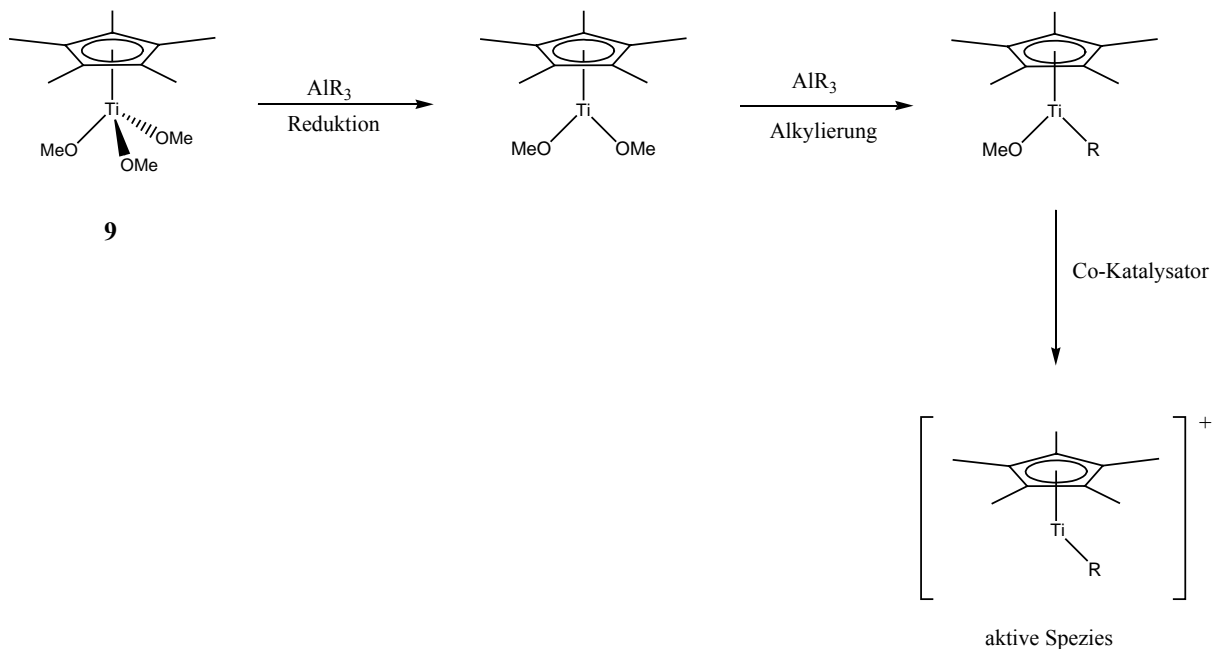 AlR3
Reduktion
AlR3
Alkylierung
Ti
MeO
OMe
OMe
Ti
MeO
OMe
Ti
MeO
R
9
Co-Katalysator
+
Ti
R
aktive Spezies